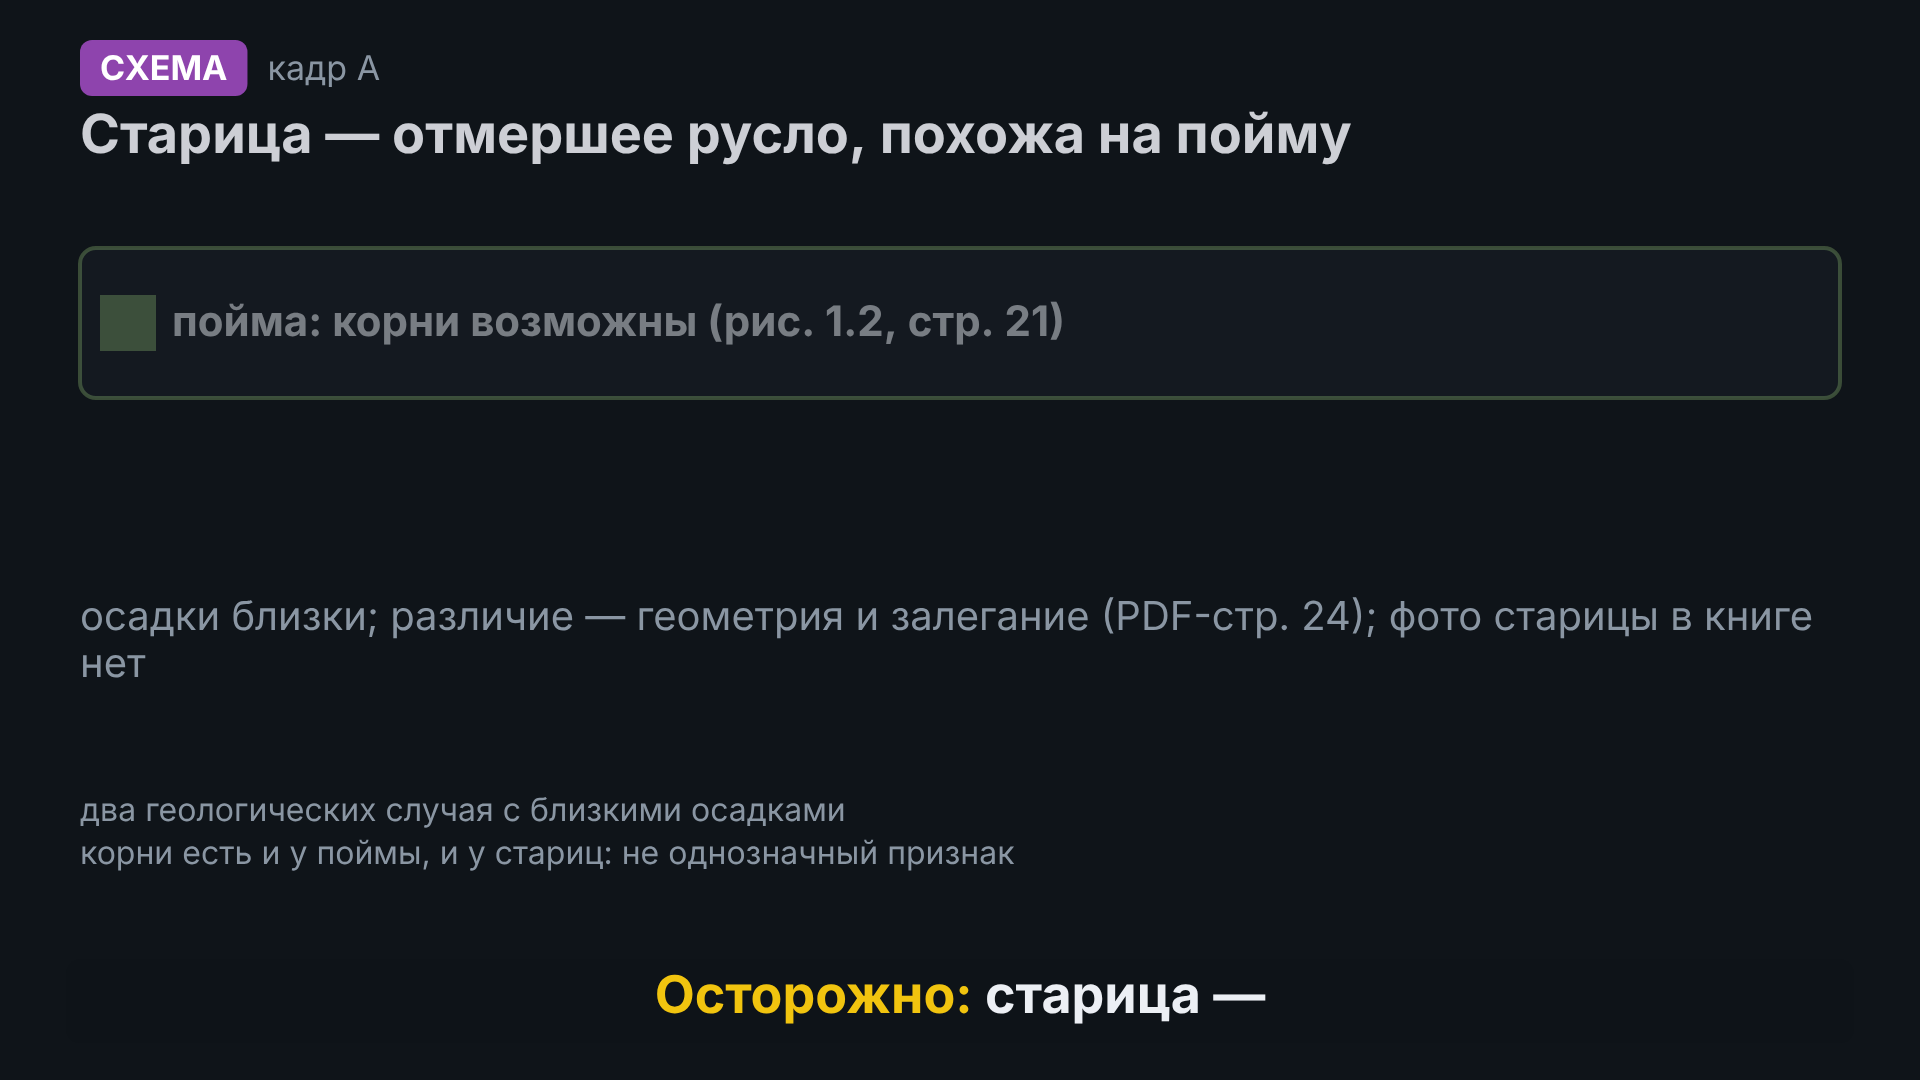 СХЕМА кадр А
Старица — отмершее русло, похожа на пойму
пойма: корни возможны (рис. 1.2, стр. 21)
осадки близки; различие — геометрия и залегание (PDF-стр. 24); фото старицы в книге
нет
два геологических случая с близкими осадками
корни есть и у поймы, и у стариц: не однозначный признак
Осторожно: старица —